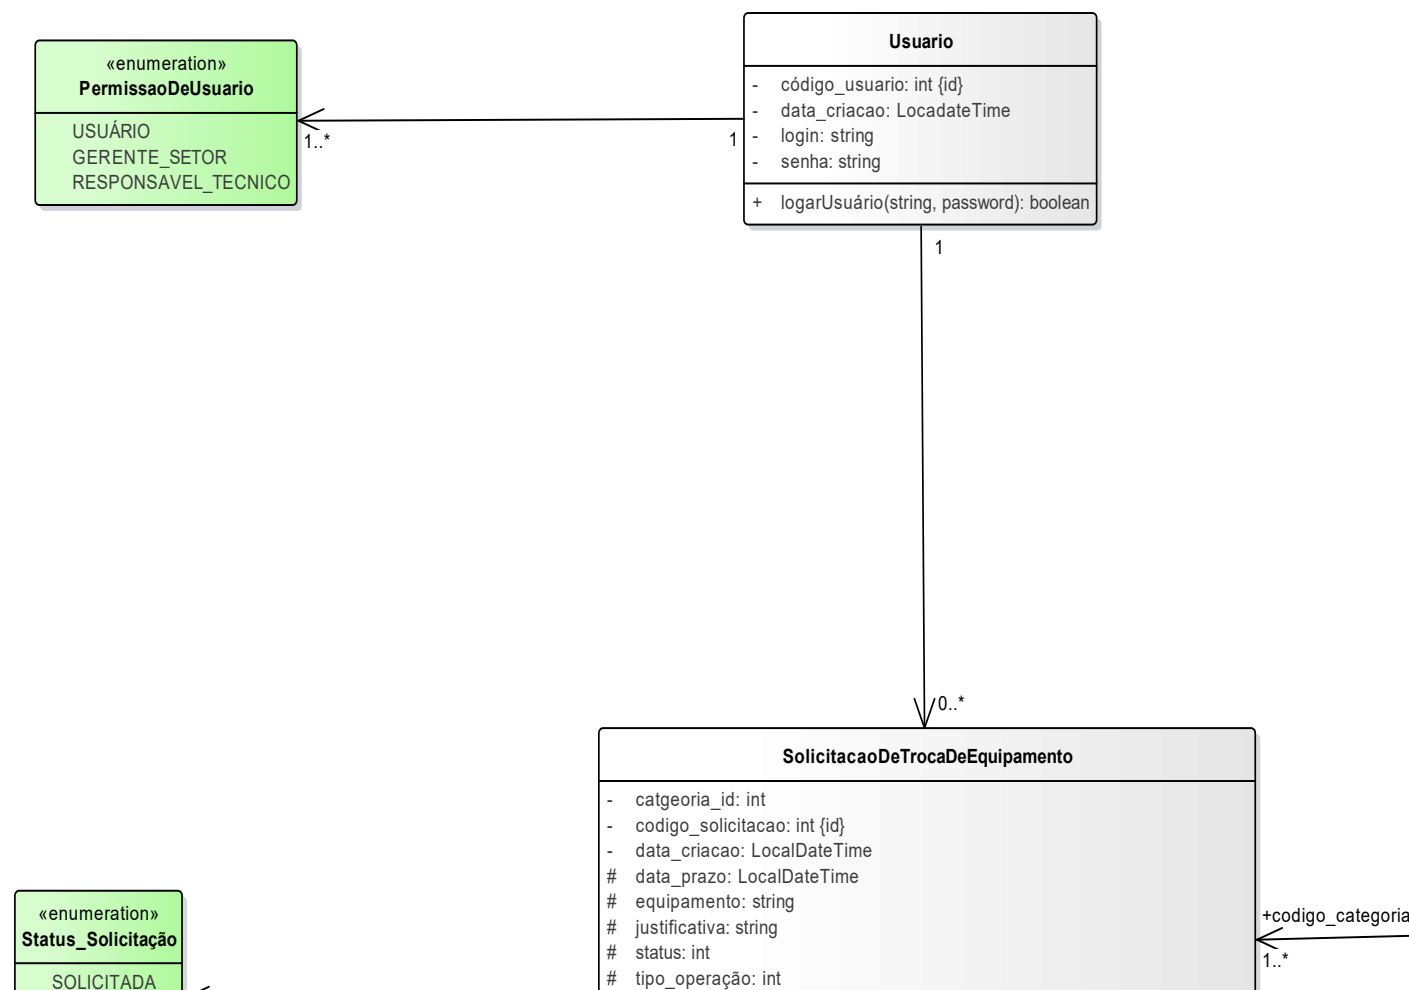 «enumeration»
PermissaoDeUsuario
USUÁRIO
GERENTE_SETOR
RESPONSAVEL_TECNICO
1..*
1
Usuario
- código_usuario: int {id}
- data_criacao: LocadateTime
- login: string
- senha: string
+ logarUsuário(string, password): boolean
1
0..*
SolicitacaoDeTrocaDeEquipamento
- catgeoria_id: int
- codigo_solicitacao: int {id}
- data_criacao: LocalDateTime
# data_prazo: LocalDateTime
# equipamento: string
# justificativa: string
# status: int
# tipo_operação: int
+codigo_categoria
1..*
«enumeration»
Status_Solicitação
SOLICITADA